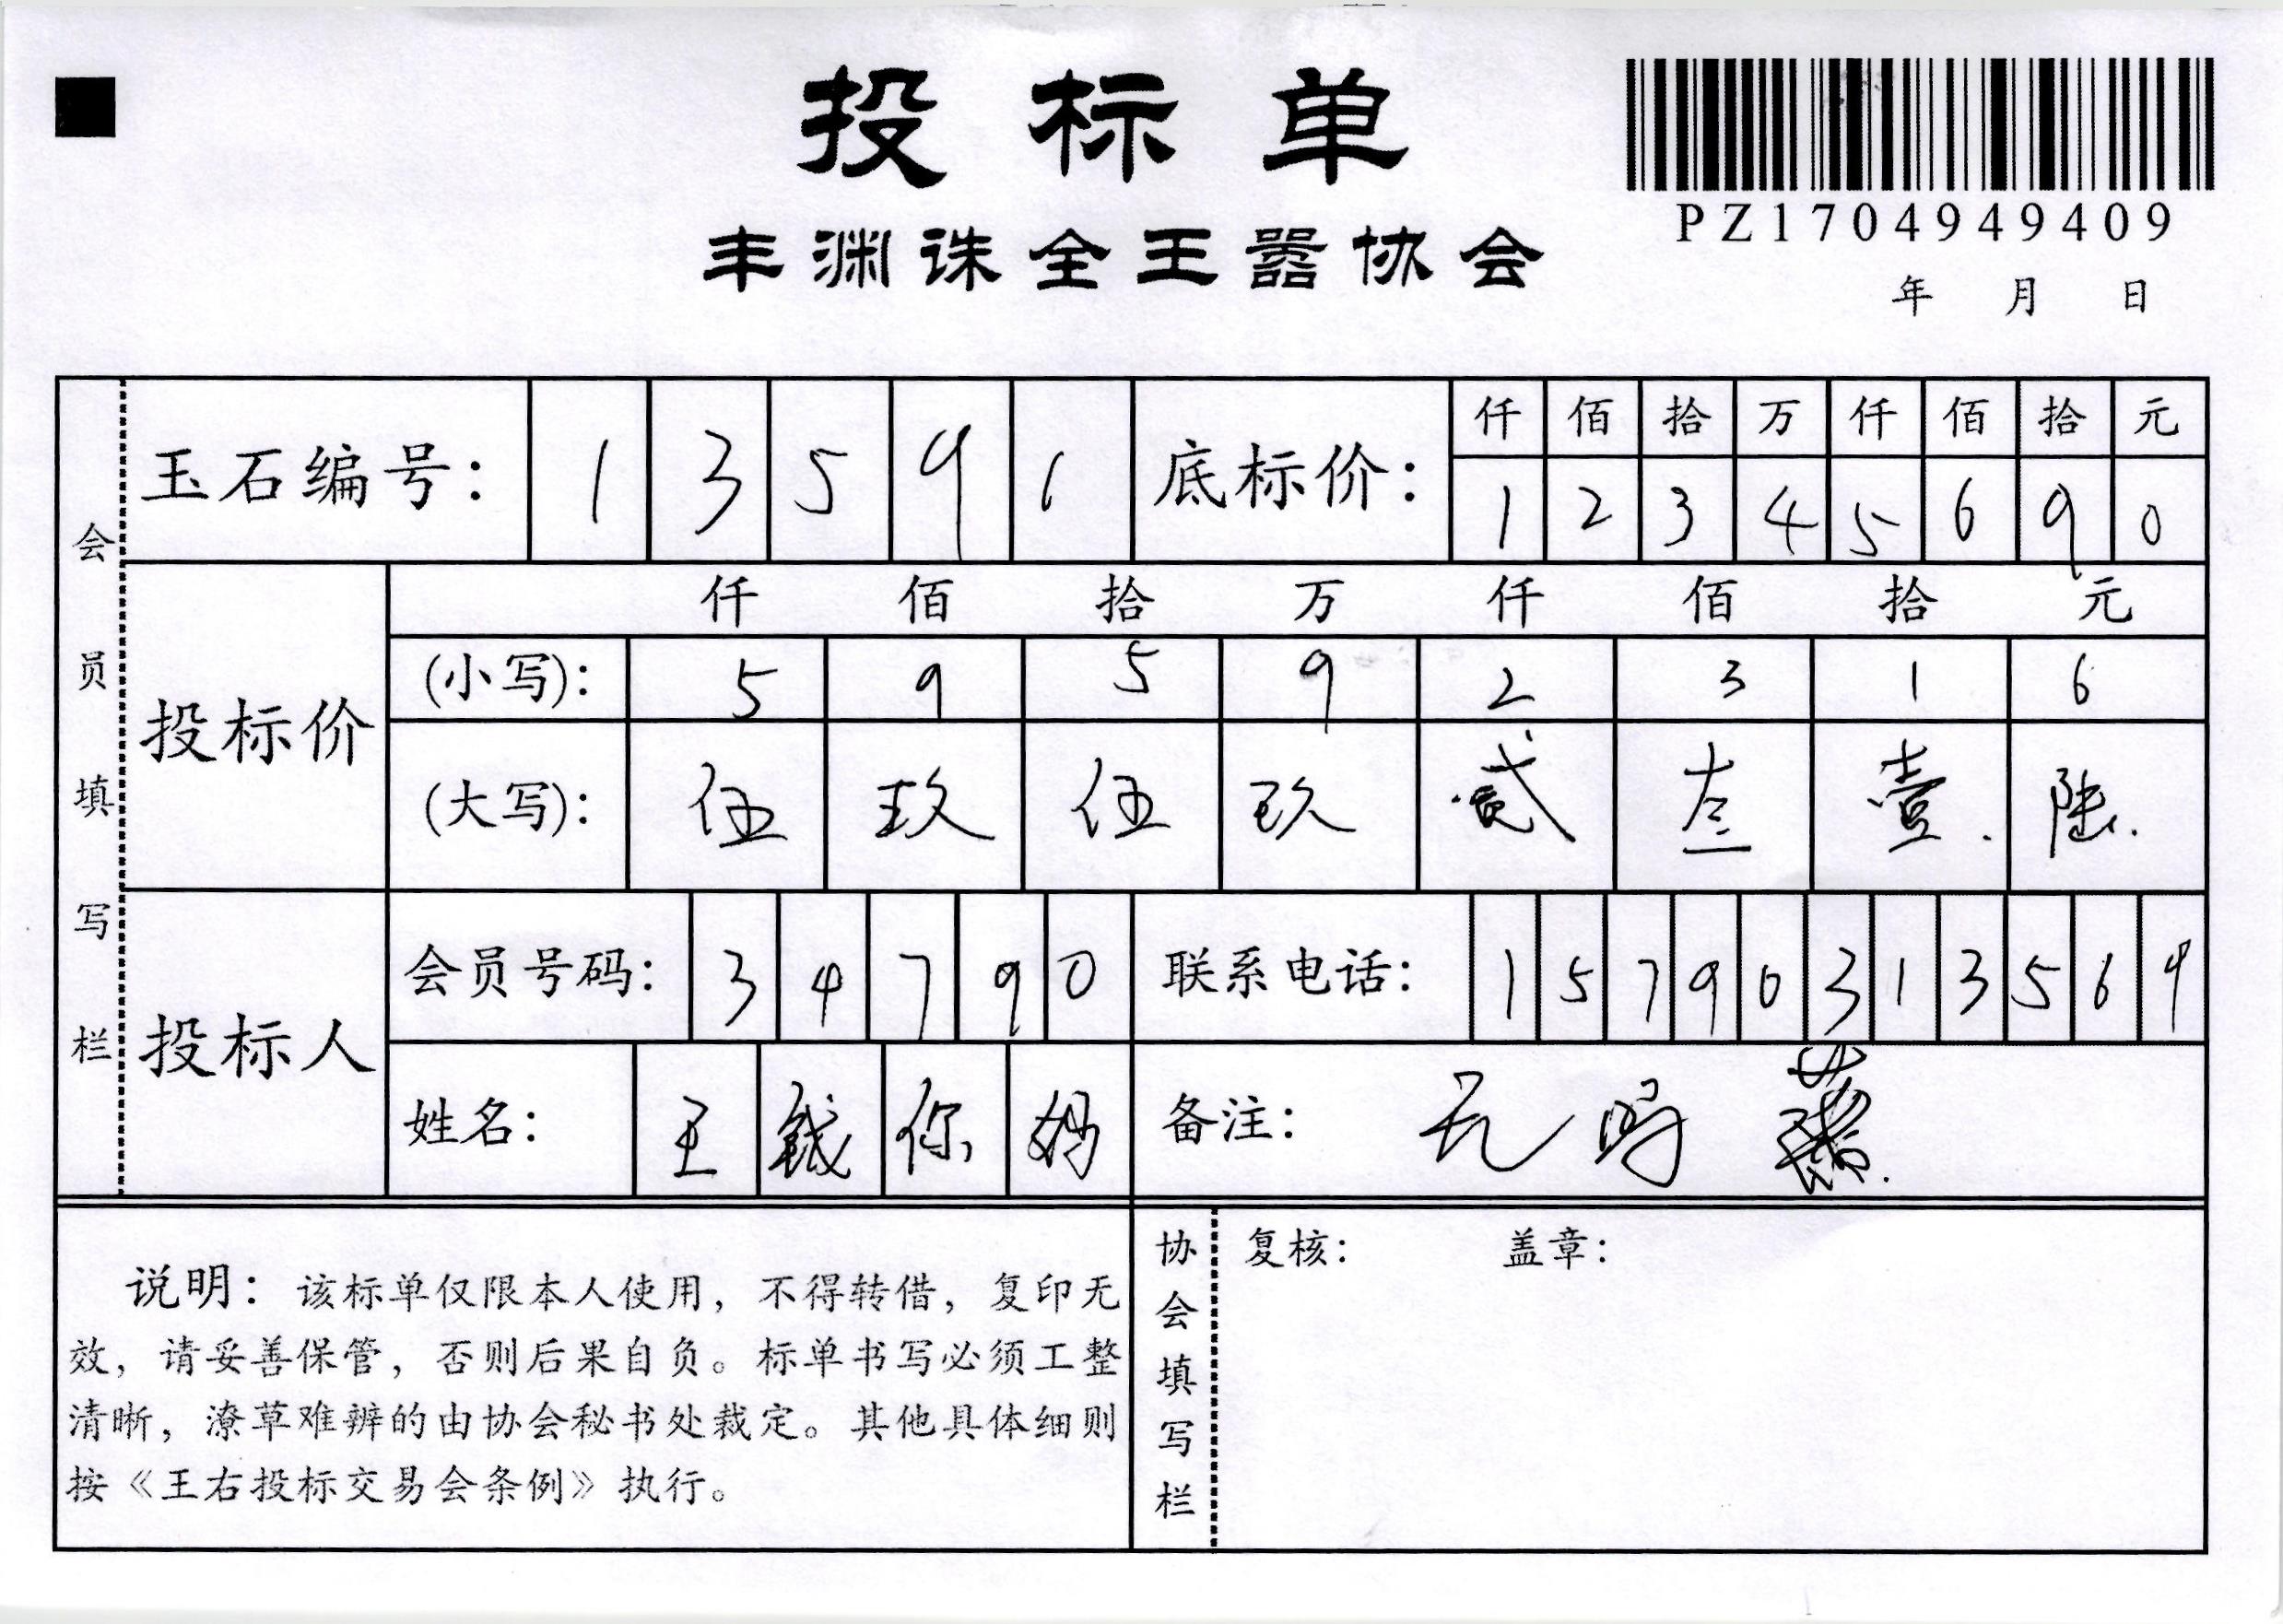 投标单
PZ1704949409
丰渊诛全王嚣协会
年 月 日
会员填写栏
玉石编号： 1 3 5 9 1
底标价： 仟 佰 拾 万 仟 佰 拾 元
1 2 3 4 5 6 9 0
投标价
仟 佰 拾 万 仟 佰 拾 元
(小写)： 5 9 5 9 2 3 1 6
(大写)： 伍 玖 伍 玖 贰 叁 壹 陆
投标人
会员号码： 3 4 7 9 0
联系电话： 1 5 7 9 0 3 1 3 5 6 9
姓名： 王 钱 你
备注： 无
说明：该标单仅限本人使用，不得转借，复印无
效，请妥善保管，否则后果自负。标单书写必须工整
清晰，潦草难辨的由协会秘书处裁定。其他具体细则
按《王右投标交易会条例》执行。
协会填写栏
复核： 盖章：